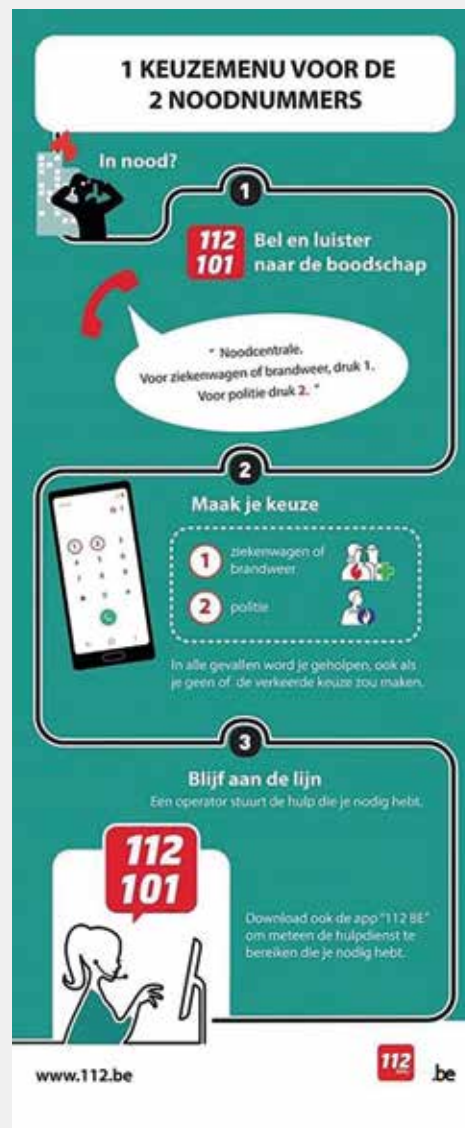 1 KEUZEMENU VOOR DE
2 NOODNUMMERS
In nood?
1
112
101
Bel en luister
naar de boodschap
" Noodcentrale.
Voor ziekenwagen of brandweer, druk 1.
Voor politie druk 2. "
2
Maak je keuze
1 ziekenwagen of
brandweer
2 politie
In alle gevallen word je geholpen, ook als
je geen of de verkeerde keuze zou maken.
3
Blijf aan de lijn
Een operator stuurt de hulp die je nodig hebt.
112
101
Download ook de app "112 BE"
om meteen de hulpdienst te
bereiken die je nodig hebt.
www.112.be
112
.be